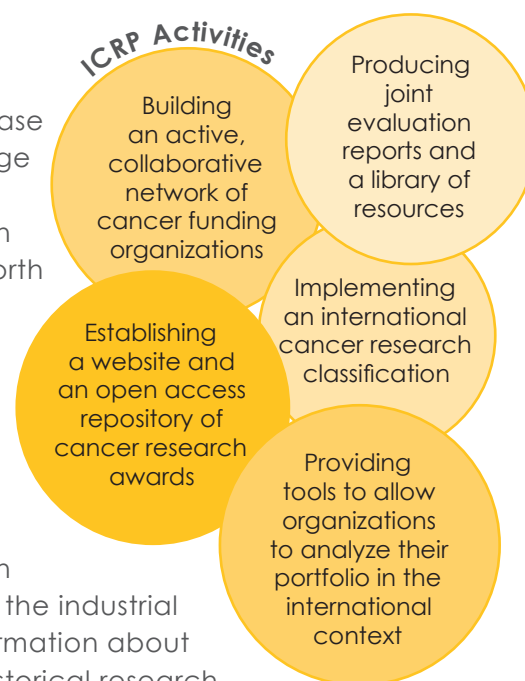 ICRP Activities
Building
an active,
collaborative
network of
cancer funding
organizations
Producing
joint
evaluation
reports and
a library of
resources
Implementing
an international
cancer research
classification
Establishing
a website and
an open access
repository of
cancer research
awards
Providing
tools to allow
organizations
to analyze their
portfolio in the
international
context
the industrial
about
research